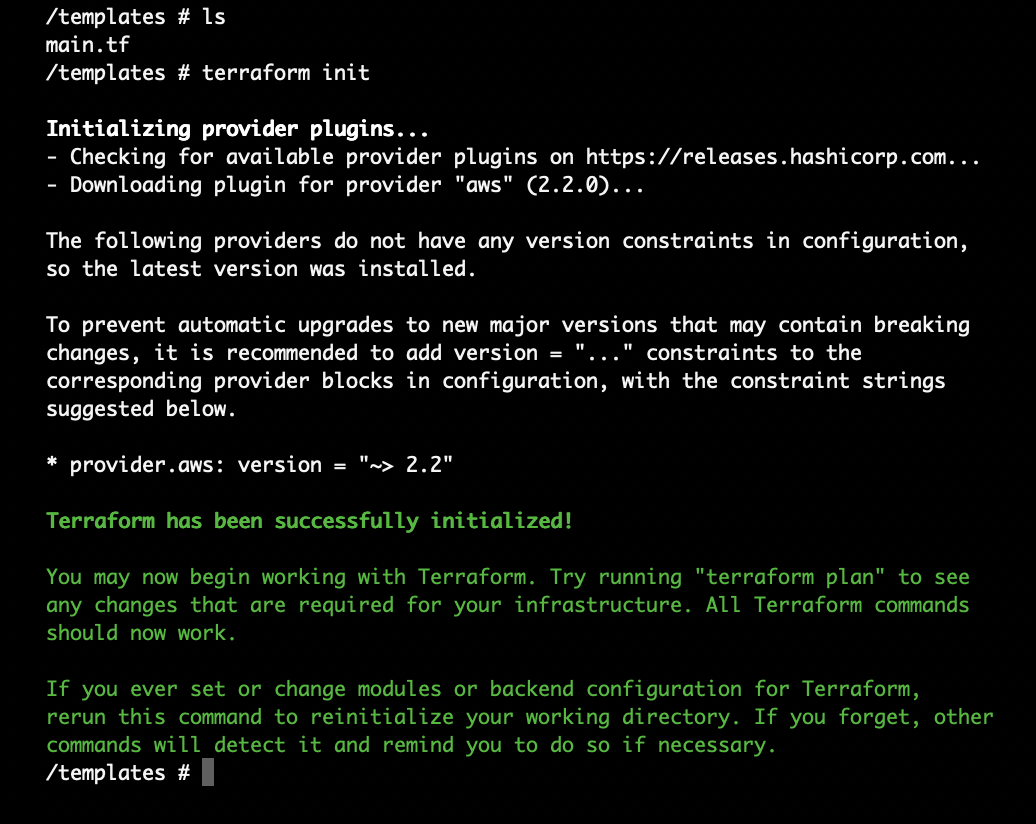 /templates # ls
main.tf
/templates # terraform init
Initializing provider plugins...
- Checking for available provider plugins on https://releases.hashicorp.com...
- Downloading plugin for provider "aws" (2.2.0)...
The following providers do not have any version constraints in configuration,
so the latest version was installed.
To prevent automatic upgrades to new major versions that may contain breaking
changes, it is recommended to add version = "..." constraints to the
corresponding provider blocks in configuration, with the constraint strings
suggested below.
* provider.aws: version = "~> 2.2"
Terraform has been successfully initialized!
You may now begin working with Terraform. Try running "terraform plan" to see
any changes that are required for your infrastructure. All Terraform commands
should now work.
If you ever set or change modules or backend configuration for Terraform,
rerun this command to reinitialize your working directory. If you forget, other
commands will detect it and remind you to do so if necessary.
/templates #